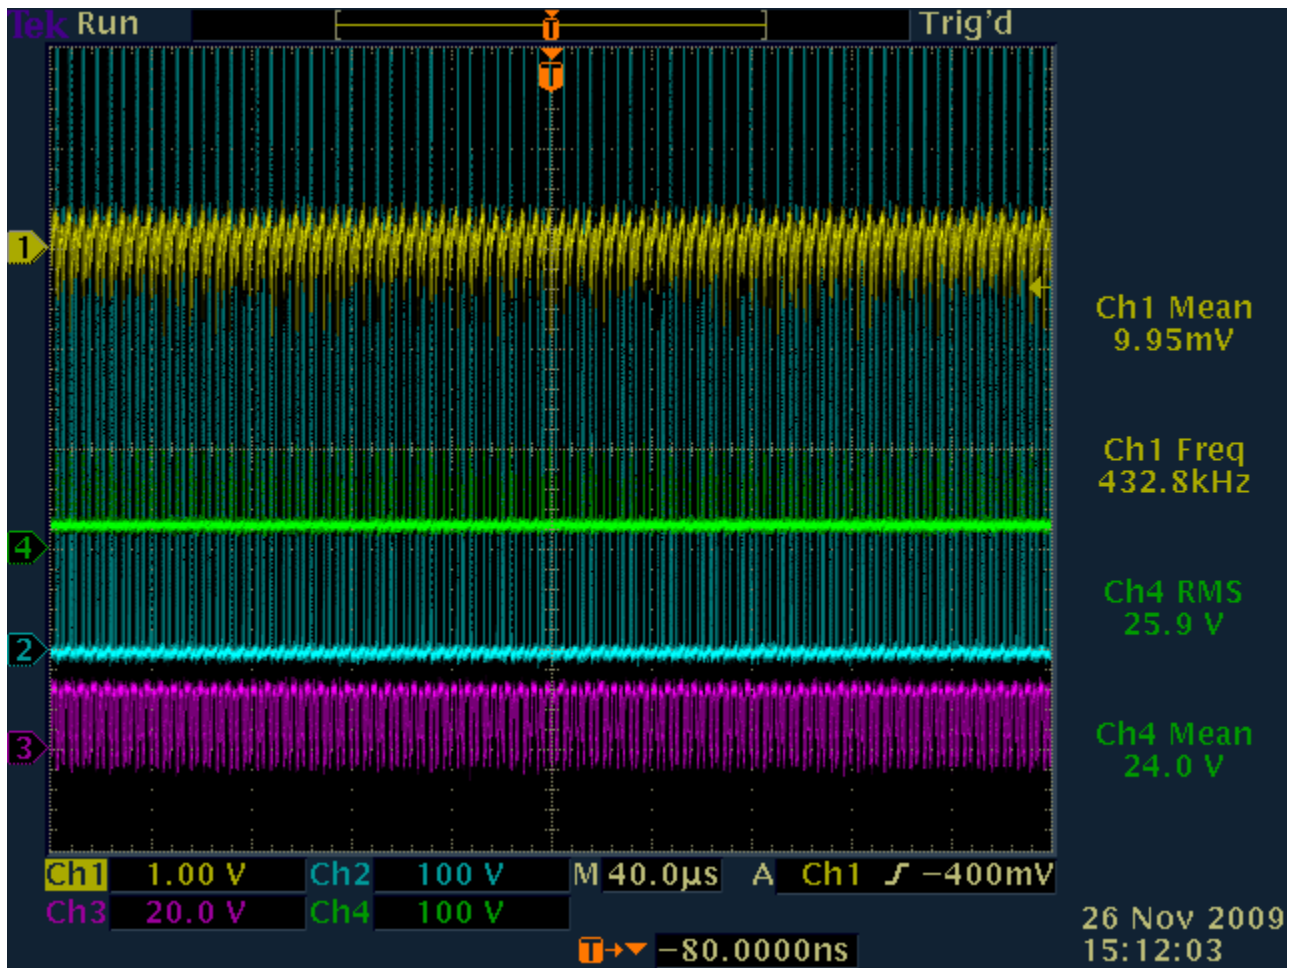 Tek Run Trig'd
T
T
1
Ch1 Mean
9.95mV
Ch1 Freq
432.8kHz
4
Ch4 RMS
25.9 V
2
3
Ch4 Mean
24.0 V
Ch1 1.00 V Ch2 100 V M 40.0µs A Ch1 ƒ −400mV
Ch3 20.0 V Ch4 100 V
T→▼ −80.0000ns
26 Nov 2009
15:12:03